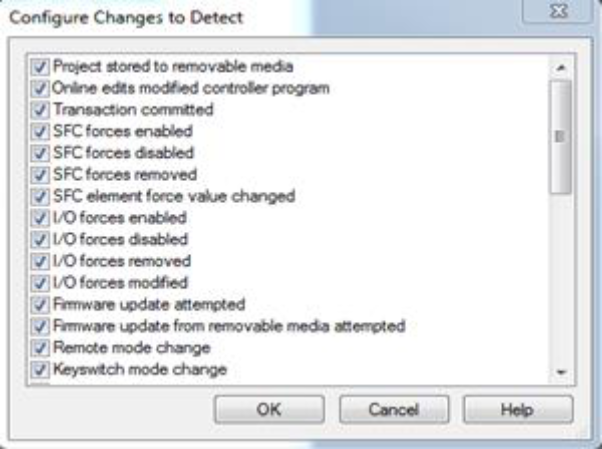 Configure Changes to Detect
Project stored to removable media
Online edits modified controller program
Transaction committed
SFC forces enabled
SFC forces disabled
SFC forces removed
SFC element force value changed
I/O forces enabled
I/O forces disabled
I/O forces removed
I/O forces modified
Firmware update attempted
Firmware update from removable media attempted
Remote mode change
Keyswitch mode change
OK Cancel Help